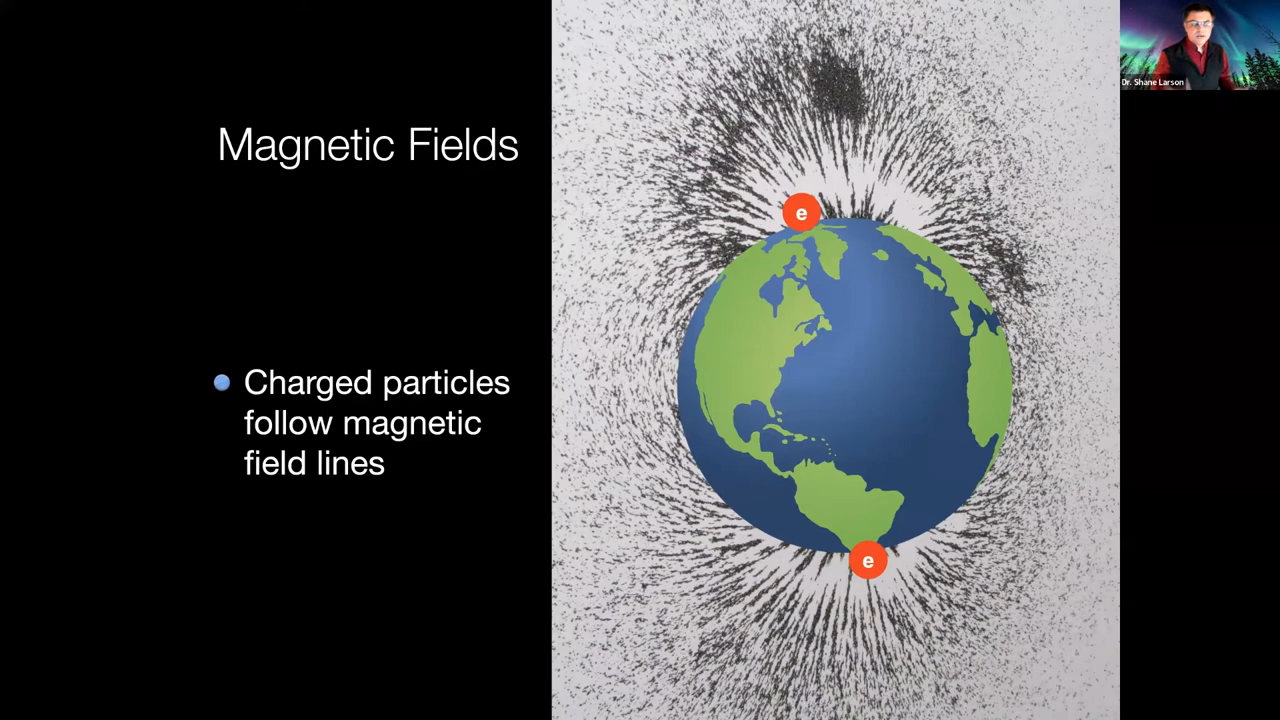 Magnetic Fields
Charged particles
follow magnetic
field lines
e
e
Dr. Shane Larson